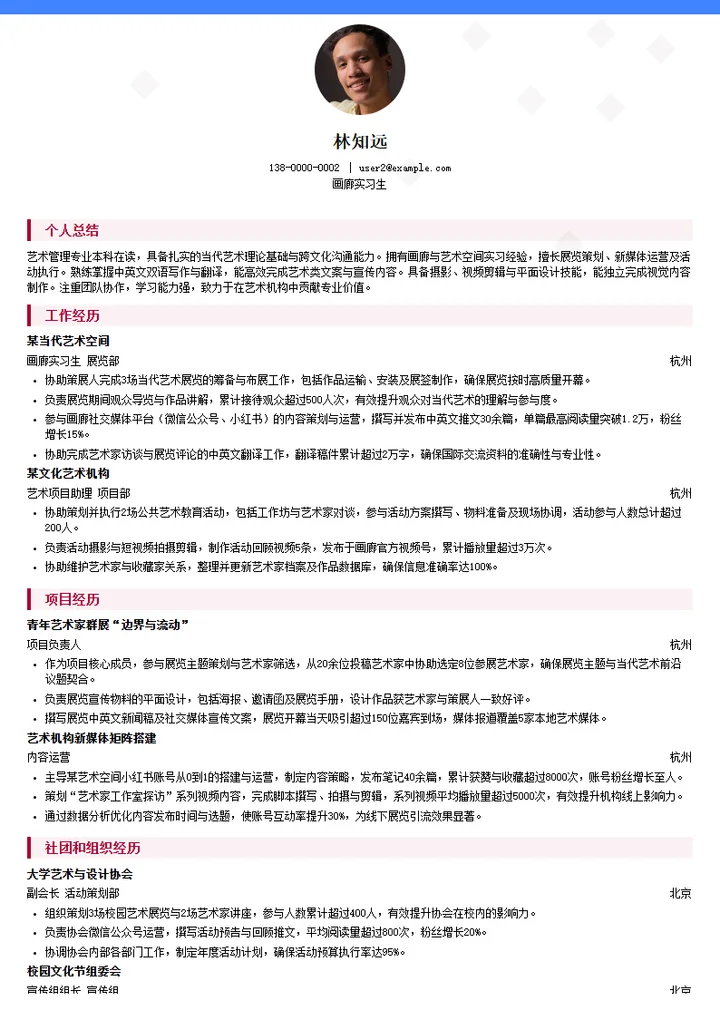 林知远
138-0000-0002 | user2@example.com
画廊实习生
个人总结
艺术管理专业本科在读，具备扎实的当代艺术理论基础与跨文化沟通能力。拥有画廊与艺术空间实习经验，擅长展览策划、新媒体运营及活
动执行。熟练掌握中英文双语写作与翻译，能高效完成艺术类文案与宣传内容。具备摄影、视频剪辑与平面设计技能，能独立完成视觉内容
制作。注重团队协作，学习能力强，致力于在艺术机构中贡献专业价值。
工作经历
某当代艺术空间
画廊实习生 展览部 杭州
• 协助策展人完成3场当代艺术展览的筹备与布展工作，包括作品运输、安装及展签制作，确保展览按时高质量开幕。
• 负责展览期间观众导览与作品讲解，累计接待观众超过500人次，有效提升观众对当代艺术的理解与参与度。
• 参与画廊社交媒体平台（微信公众号、小红书）的内容策划与运营，撰写并发布中英文推文30余篇，单篇最高阅读量突破1.2万，粉丝
增长15%。
• 协助完成艺术家访谈与展览评论的中英文翻译工作，翻译稿件累计超过2万字，确保国际交流资料的准确性与专业性。
某文化艺术机构
艺术项目助理 项目部 杭州
• 协助策划并执行2场公共艺术教育活动，包括工作坊与艺术家对谈，参与活动方案撰写、物料准备及现场协调，活动参与人数总计超过
200人。
• 负责活动摄影与短视频拍摄剪辑，制作活动回顾视频5条，发布于画廊官方视频号，累计播放量超过3万次。
• 协助维护艺术家与收藏家关系，整理并更新艺术家档案及作品数据库，确保信息准确率达100%。
项目经历
青年艺术家群展“边界与流动”
项目负责人 杭州
• 作为项目核心成员，参与展览主题策划与艺术家筛选，从20余位投稿艺术家中协助选定8位参展艺术家，确保展览主题与当代艺术前沿
议题契合。
• 负责展览宣传物料的平面设计，包括海报、邀请函及展览手册，设计作品获艺术家与策展人一致好评。
• 撰写展览中英文新闻稿及社交媒体宣传文案，展览开幕当天吸引超过150位嘉宾到场，媒体报道覆盖5家本地艺术媒体。
艺术机构新媒体矩阵搭建
内容运营 杭州
• 主导某艺术空间小红书账号从0到1的搭建与运营，制定内容策略，发布笔记40余篇，累计获赞与收藏超过8000次，账号粉丝增长至人。
• 策划“艺术家工作室探访”系列视频内容，完成脚本撰写、拍摄与剪辑，系列视频平均播放量超过5000次，有效提升机构线上影响力。
• 通过数据分析优化内容发布时间与选题，使账号互动率提升30%，为线下展览引流效果显著。
社团和组织经历
大学艺术与设计协会
副会长 活动策划部 北京
• 组织策划3场校园艺术展览与2场艺术家讲座，参与人数累计超过400人，有效提升协会在校内的影响力。
• 负责协会微信公众号运营，撰写活动预告与回顾推文，平均阅读量超过800次，粉丝增长20%。
• 协调协会内部各部门工作，制定年度活动计划，确保活动预算执行率达95%。
校园文化节组委会
宣传组组长 宣传组 北京